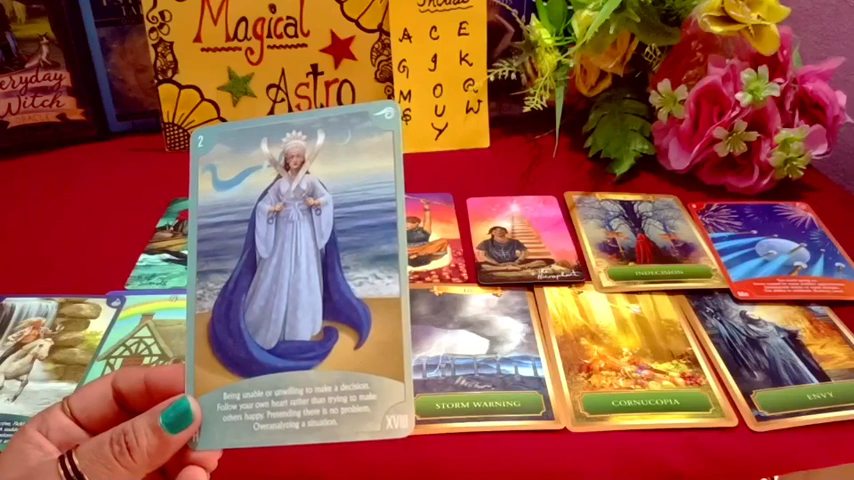 Magical
Astro
A C E
G I K
M O Q
S U W
Y
Everyday
Witch
ORACLE
2
Being unable or unwilling to make a decision.
Follow your own heart rather than trying to make
others happy. Pretending there is no problem.
Overanalyzing a situation.
XVIII
INDECISION
STORM WARNING
CORNUCOPIA
ENVY